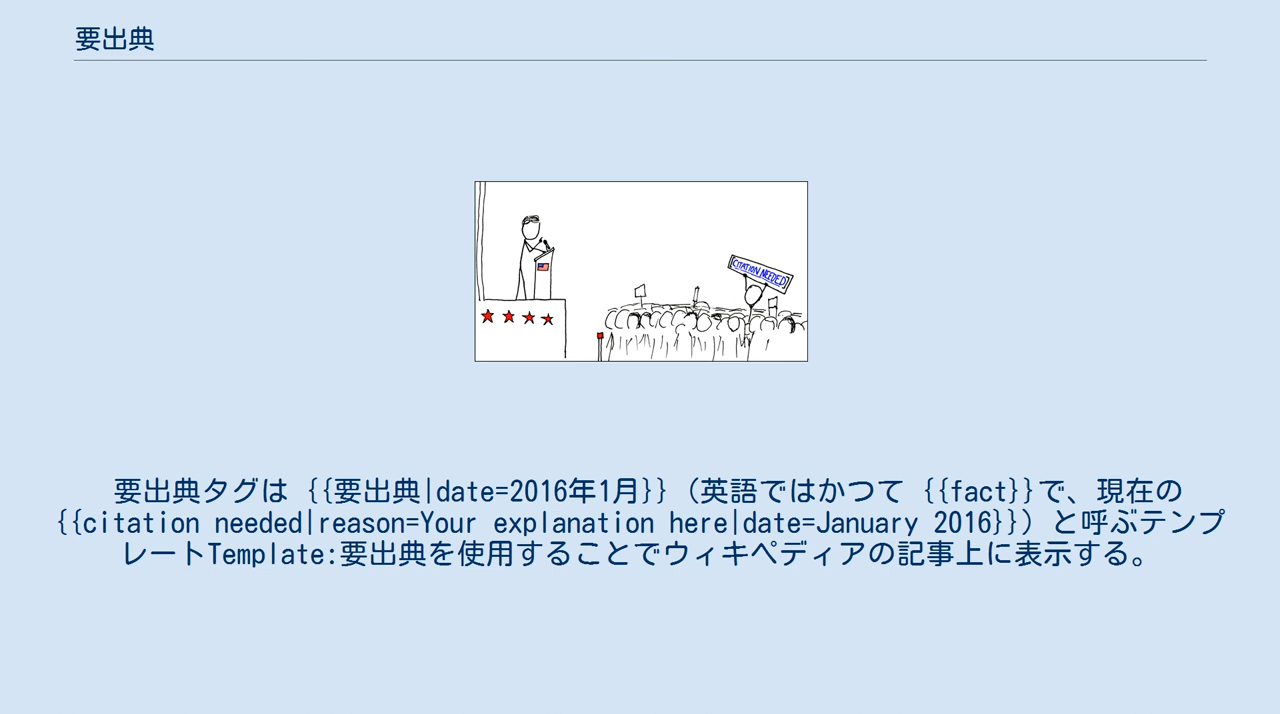 要出典
CITATION NEEDED
要出典タグは {{要出典|date=2016年1月}}（英語ではかつて {{fact}}で、現在の
{{citation needed|reason=Your explanation here|date=January 2016}}）と呼ぶテンプ
レートTemplate:要出典を使用することでウィキペディアの記事上に表示する。